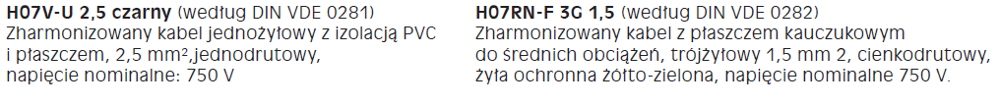 H07V-U 2,5 czarny (według DIN VDE 0281)
Zharmonizowany kabel jednożyłowy z izolacją PVC
i płaszczem, 2,5 mm²,jednodrutowy,
napięcie nominalne: 750 V
H07RN-F 3G 1,5 (według DIN VDE 0282)
Zharmonizowany kabel z płaszczem kauczukowym
do średnich obciążeń, trójżyłowy 1,5 mm 2, cienkodrutowy,
żyła ochronna żółto-zielona, napięcie nominalne 750 V.